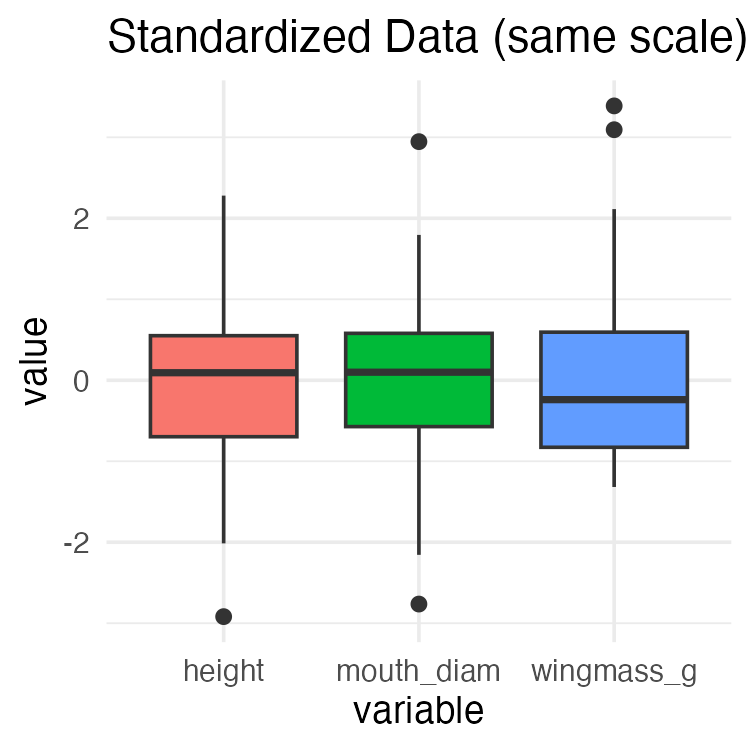 Standardized Data (same scale)
value
2
0
-2
height mouth_diam wingmass_g
variable